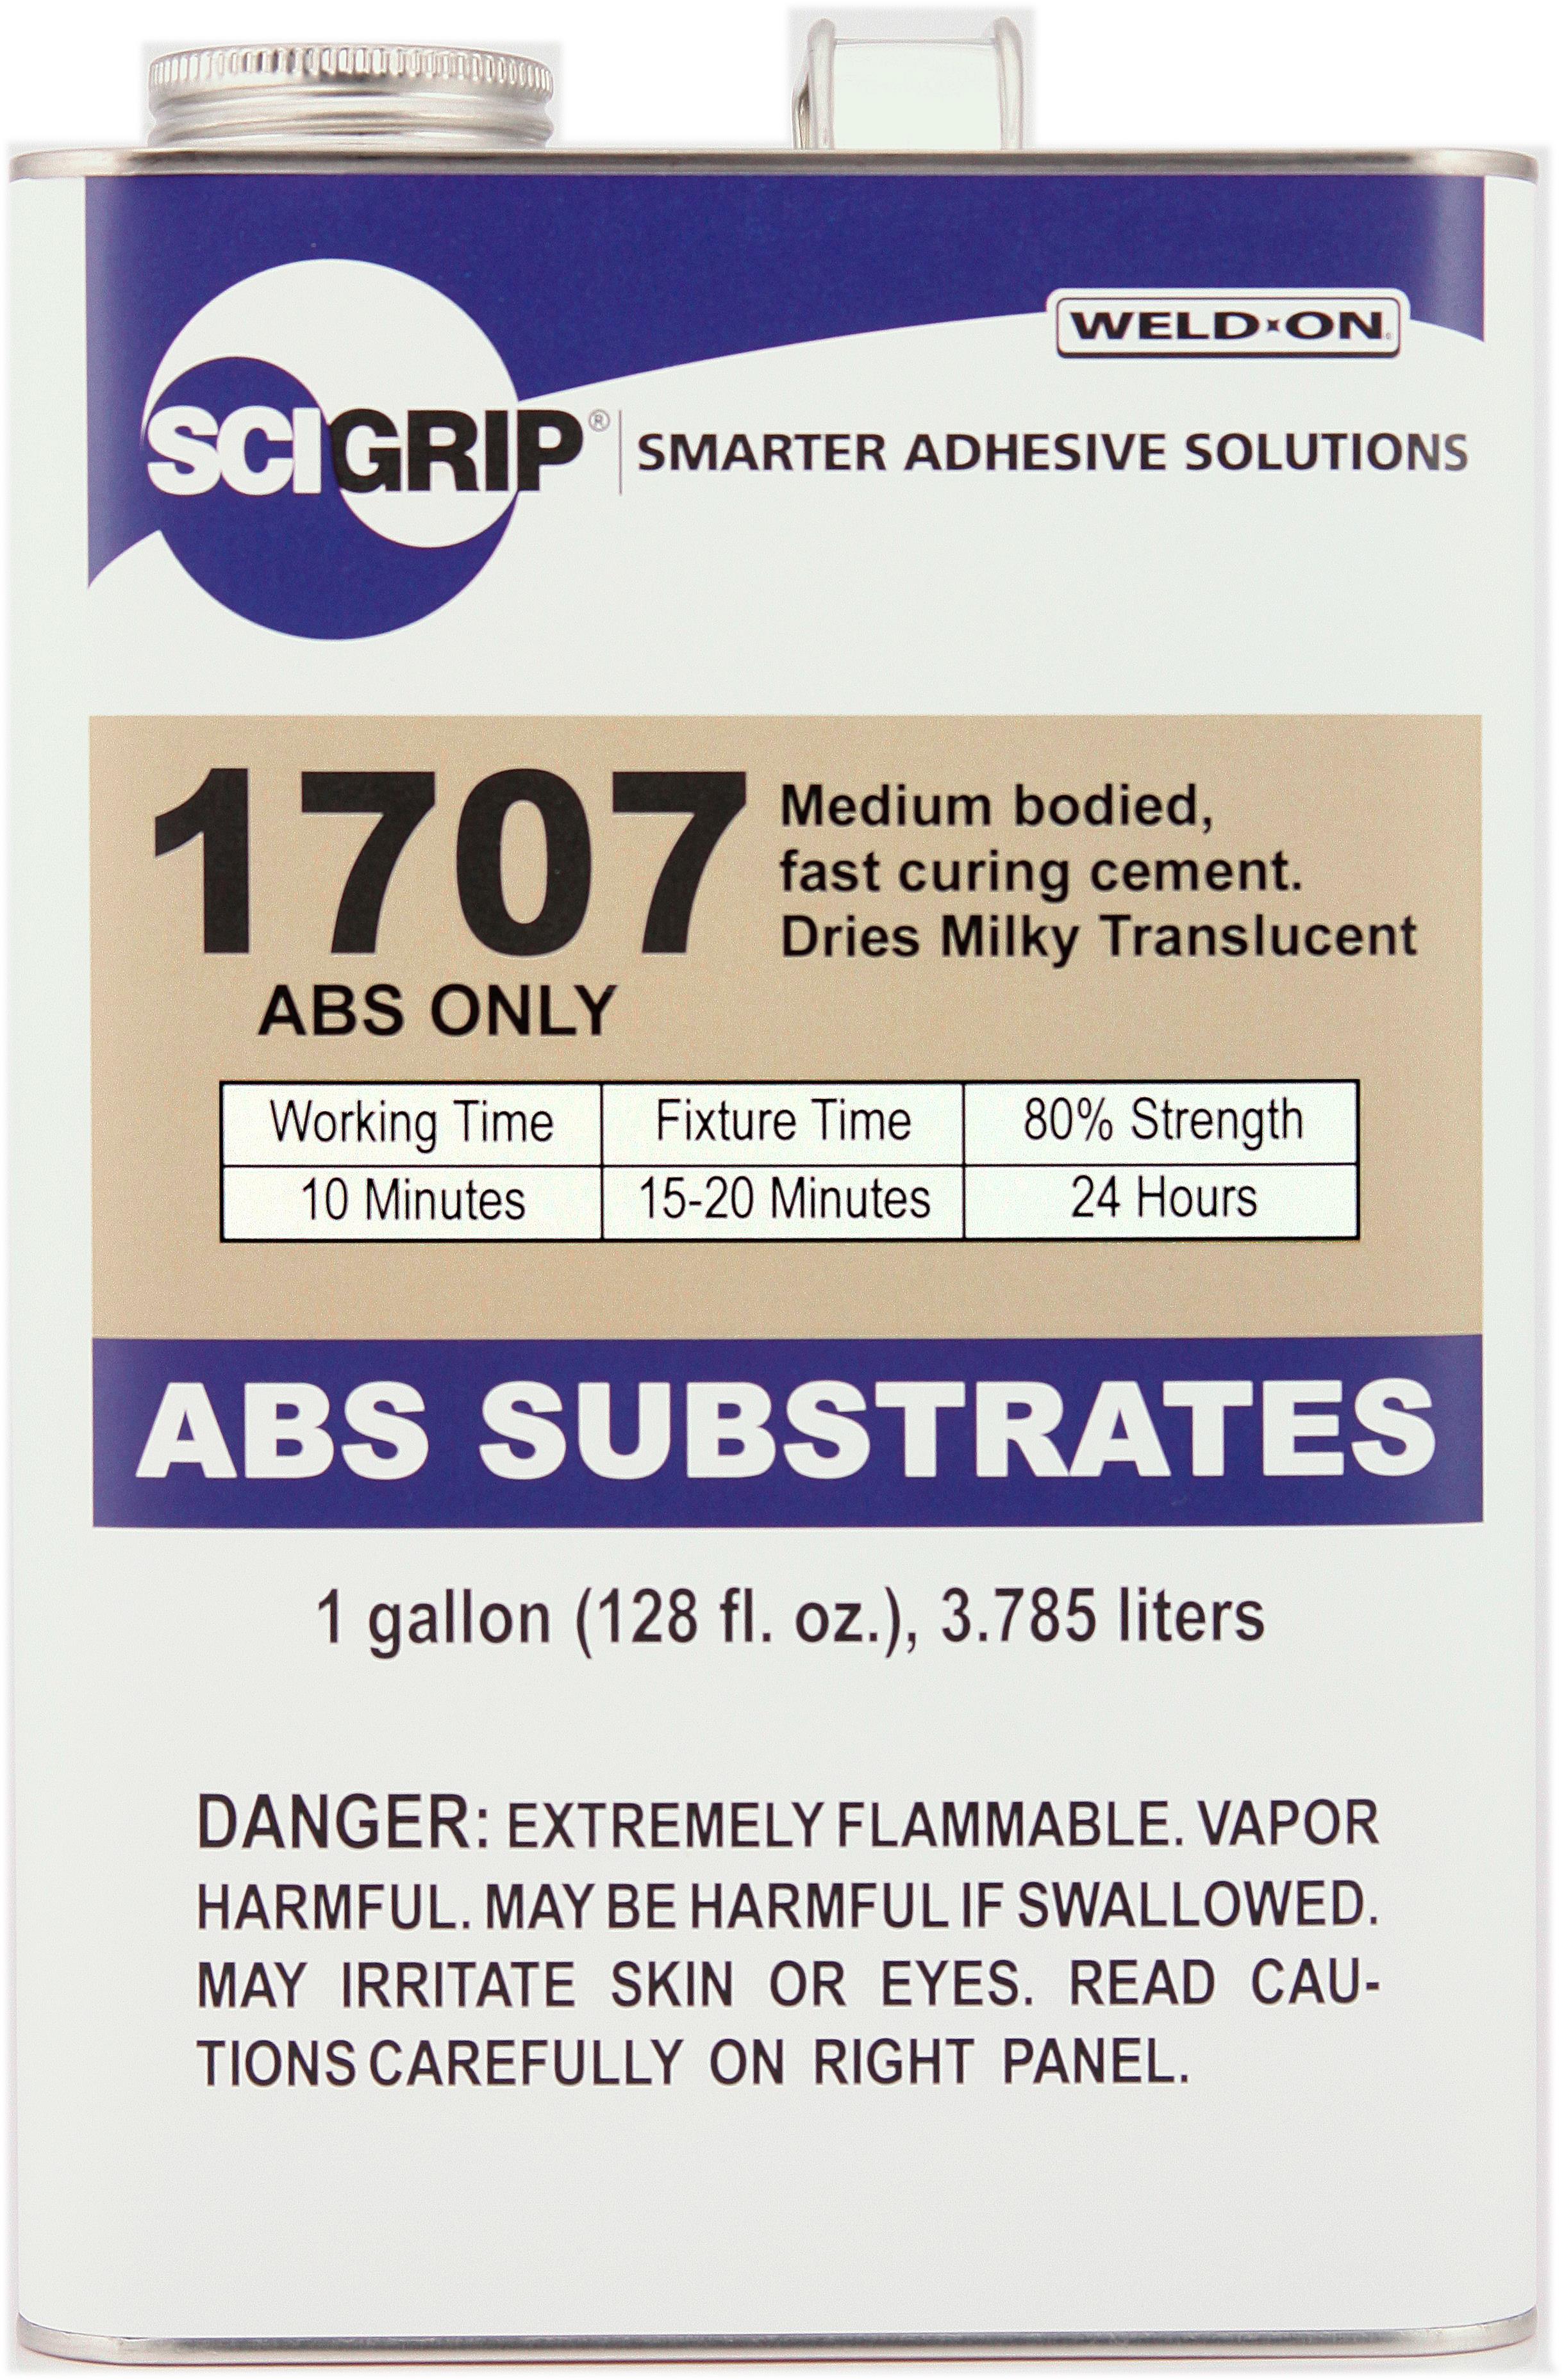 WELD-ON
SCIGRIP® | SMARTER ADHESIVE SOLUTIONS
1707
Medium bodied,
fast curing cement.
Dries Milky Translucent
ABS ONLY
Working Time Fixture Time 80% Strength
10 Minutes 15-20 Minutes 24 Hours
ABS SUBSTRATES
1 gallon (128 fl. oz.), 3.785 liters
DANGER: EXTREMELY FLAMMABLE. VAPOR
HARMFUL. MAY BE HARMFUL IF SWALLOWED.
MAY IRRITATE SKIN OR EYES. READ CAU-
TIONS CAREFULLY ON RIGHT PANEL.